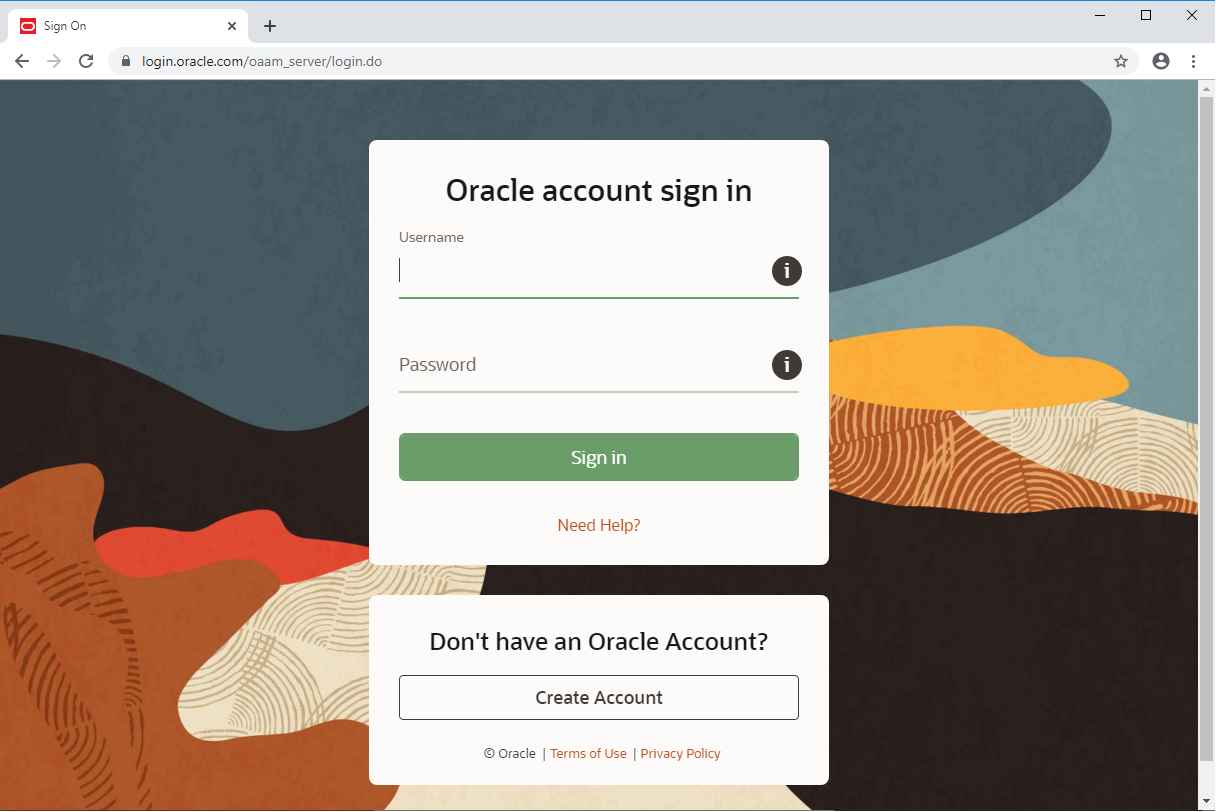 Sign On
login.oracle.com/oaam_server/login.do
Oracle account sign in
Username
i
Password
i
Sign in
Need Help?
Don't have an Oracle Account?
Create Account
© Oracle | Terms of Use | Privacy Policy